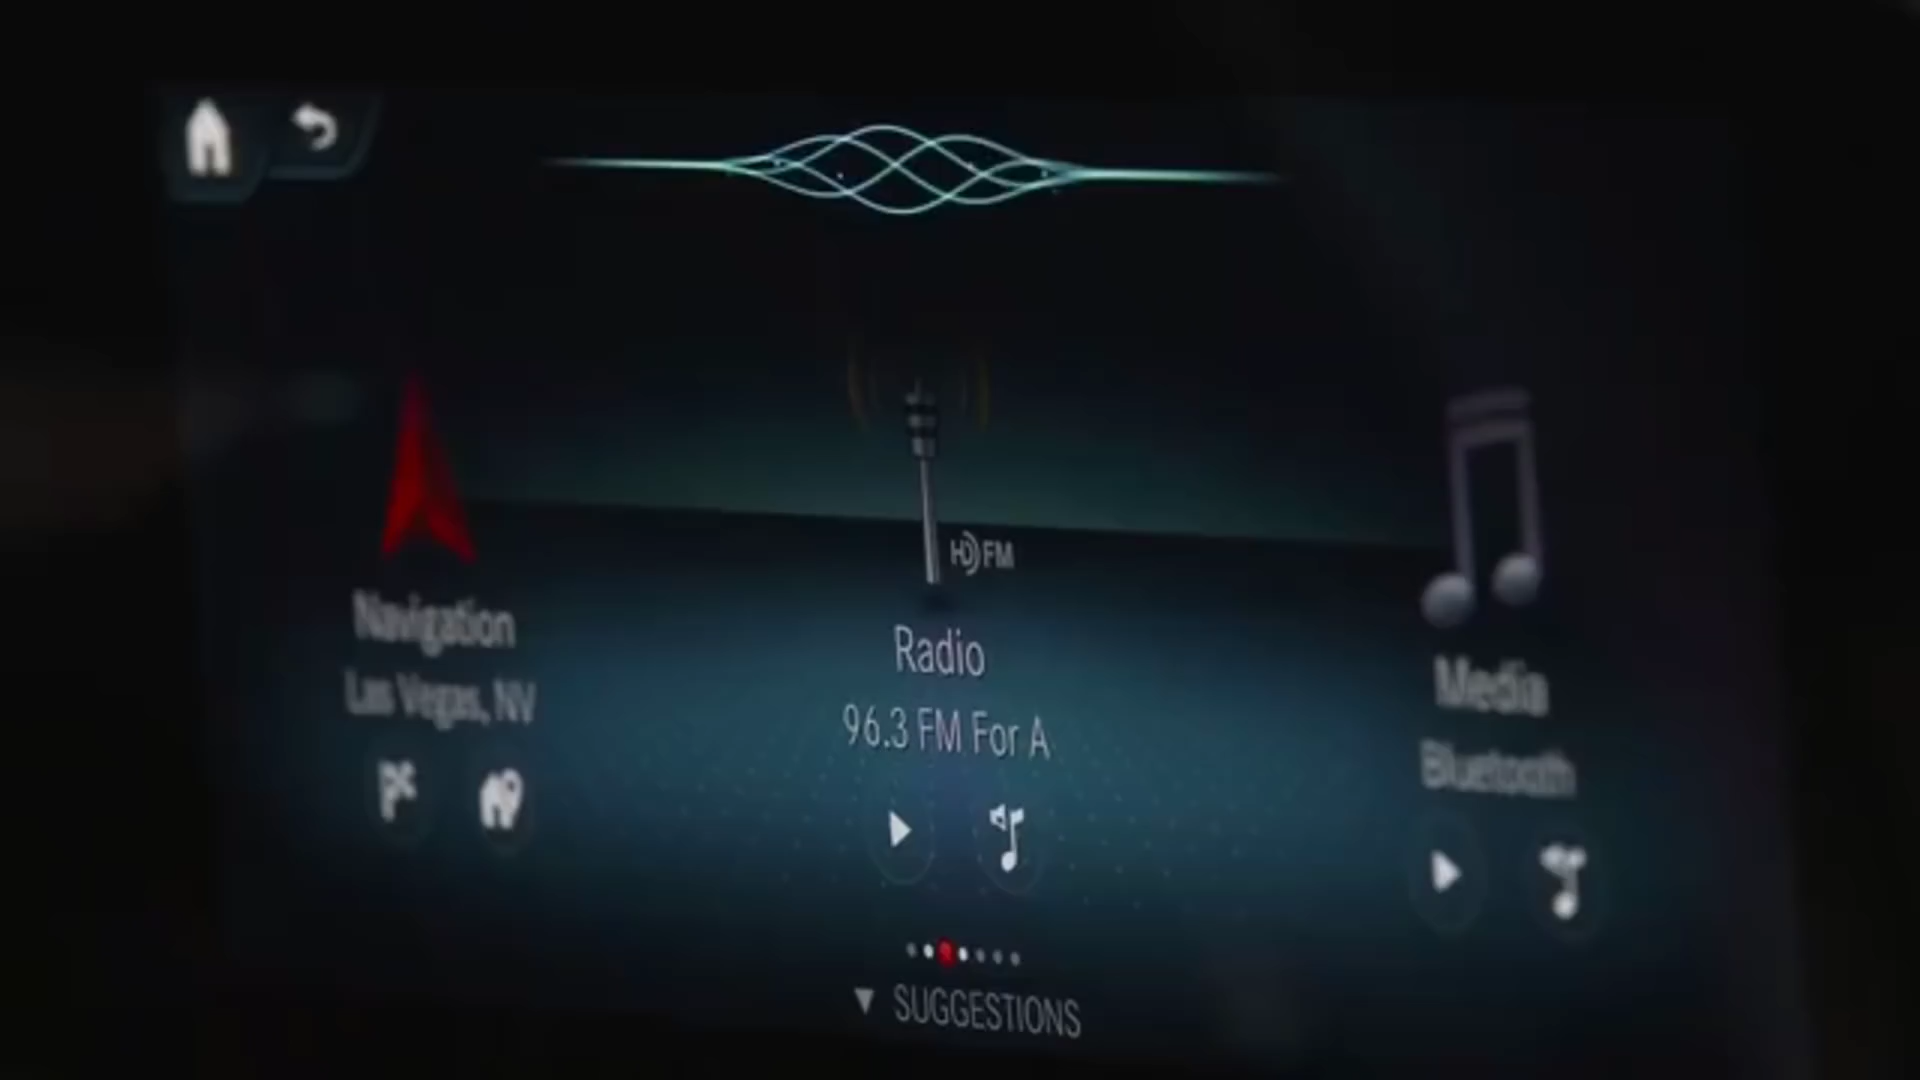 HD FM
Navigation
Las Vegas, NV
Radio
96.3 FM For A
Media
Bluetooth
SUGGESTIONS